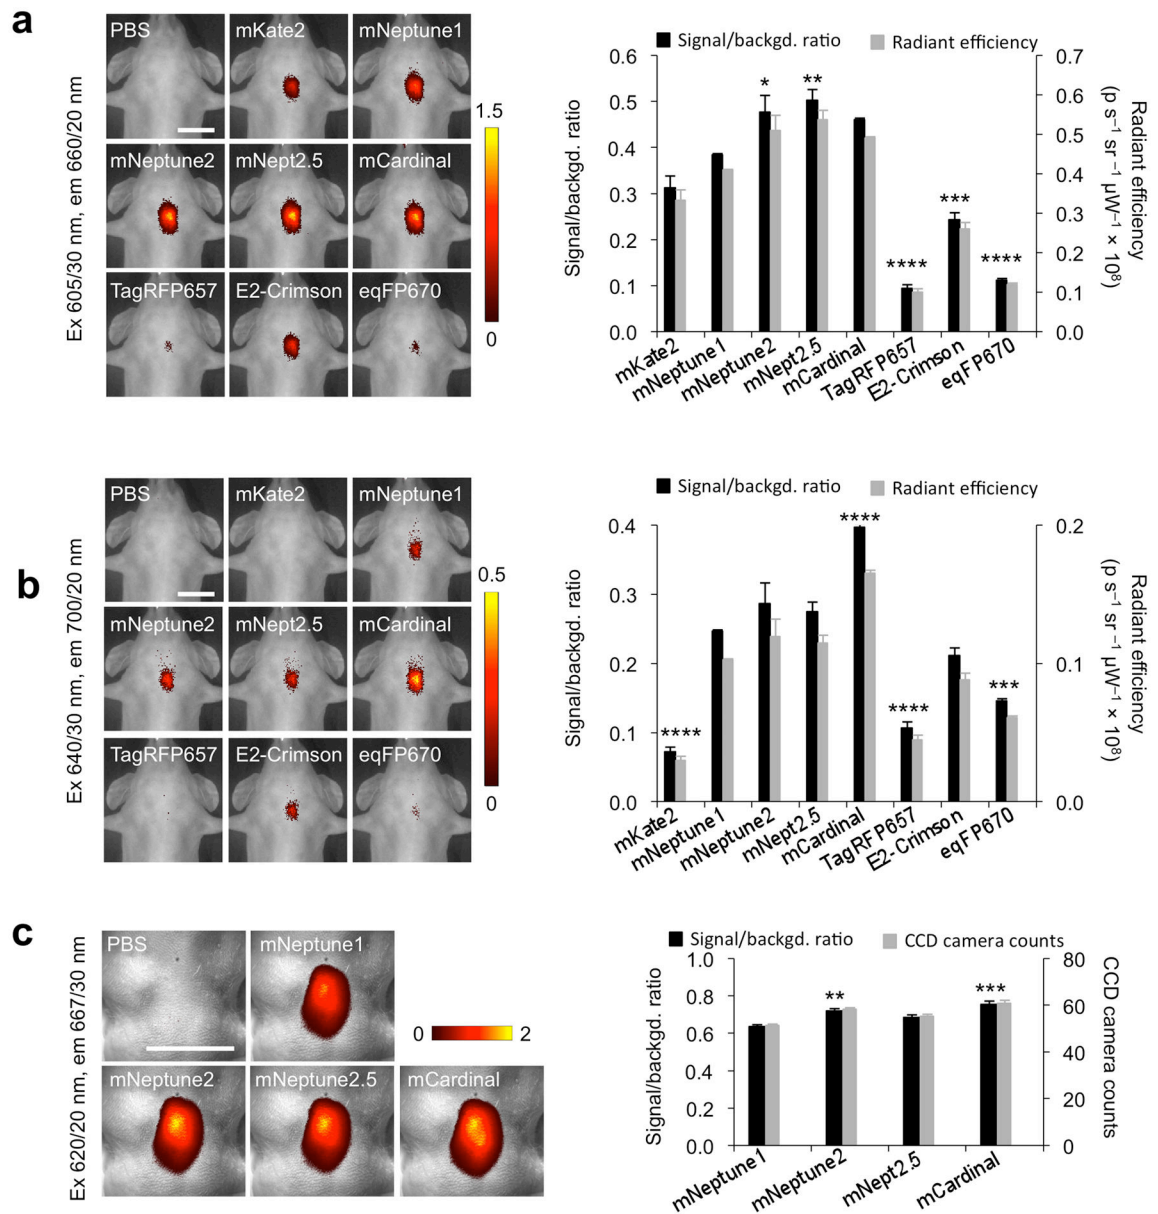 a
Ex 605/30 nm, em 660/20 nm
PBS
mKate2
mNeptune1
mNeptune2
mNept2.5
mCardinal
TagRFP657
E2-Crimson
eqFP670
1.5
0
Signal/backgd. ratio
Radiant efficiency
Signal/backgd. ratio
0.6
0.5
0.4
0.3
0.2
0.1
0.0
*
**
****
***
****
0.7
0.6
0.5
0.4
0.3
0.2
0.1
0.0
Radiant efficiency
(p s⁻¹ sr⁻¹ µW⁻¹ × 10⁸)
mKate2
mNeptune1
mNeptune2
mNept2.5
mCardinal
TagRFP657
E2-Crimson
eqFP670
b
Ex 640/30 nm, em 700/20 nm
PBS
mKate2
mNeptune1
mNeptune2
mNept2.5
mCardinal
TagRFP657
E2-Crimson
eqFP670
0.5
0
Signal/backgd. ratio
Radiant efficiency
Signal/backgd. ratio
0.4
0.3
0.2
0.1
0.0
****
****
****
***
0.2
0.1
0.0
Radiant efficiency
(p s⁻¹ sr⁻¹ µW⁻¹ × 10⁸)
mKate2
mNeptune1
mNeptune2
mNept2.5
mCardinal
TagRFP657
E2-Crimson
eqFP670
c
Ex 620/20 nm, em 667/30 nm
PBS
mNeptune1
mNeptune2
mNeptune2.5
mCardinal
0
2
Signal/backgd. ratio
CCD camera counts
Signal/backgd. ratio
1.0
0.8
0.6
0.4
0.2
0.0
**
***
80
60
40
20
0
CCD camera counts
mNeptune1
mNeptune2
mNept2.5
mCardinal